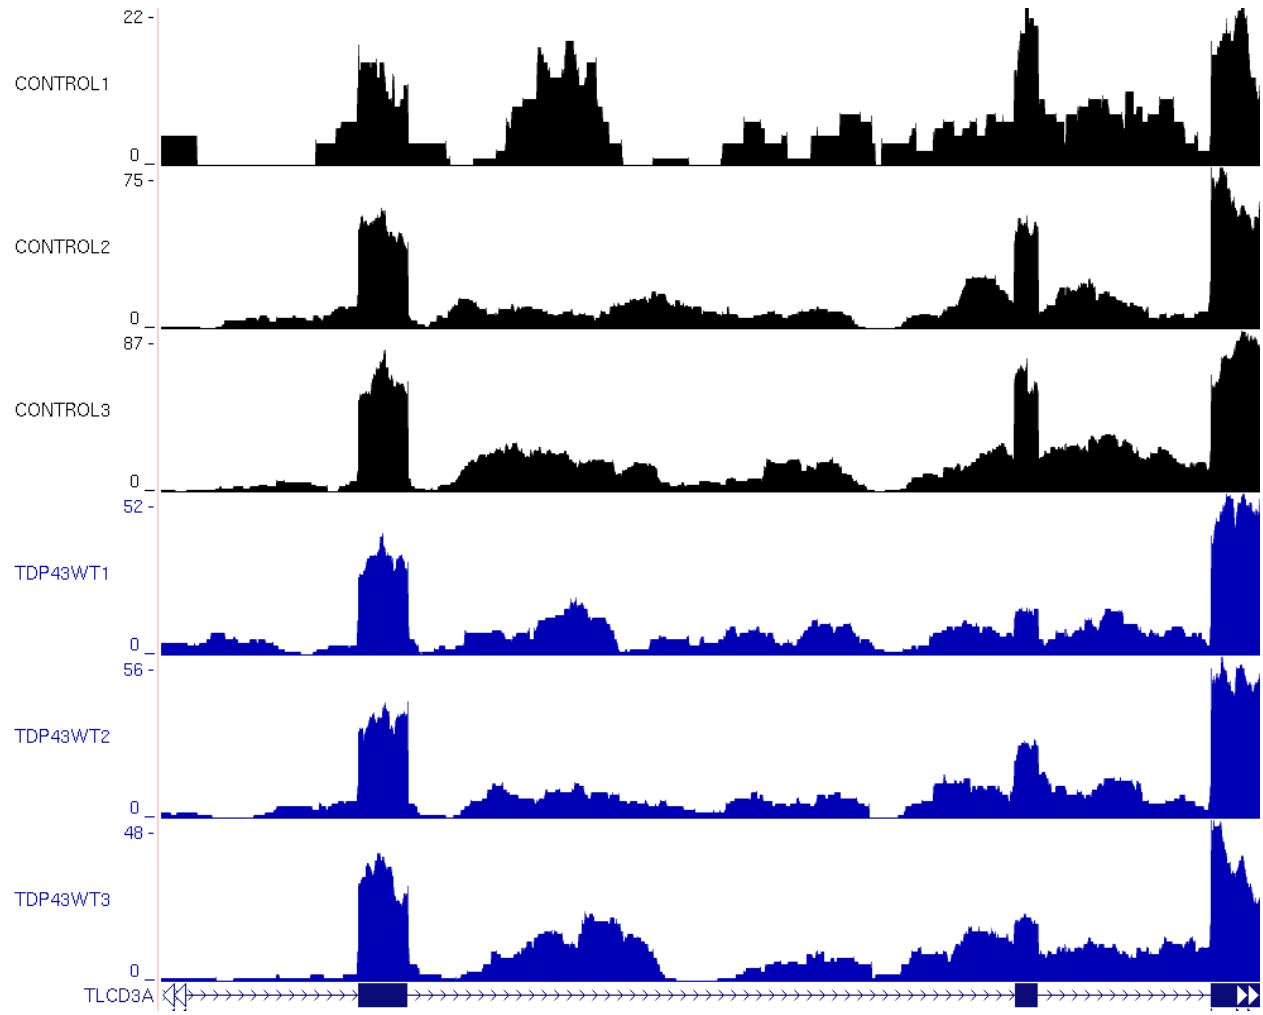 22 -
CONTROL1
0 _
75 -
CONTROL2
0 _
87 -
CONTROL3
0 _
52 -
TDP43WT1
0 _
56 -
TDP43WT2
0 _
48 -
TDP43WT3
0 _
TLCD3A